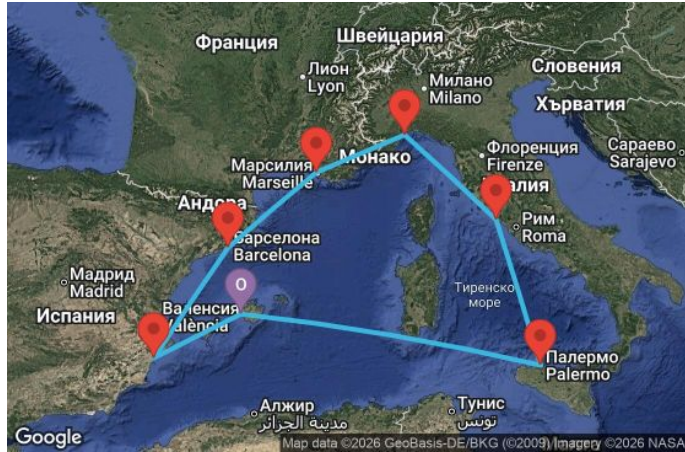 Швейцария
Франция
Лион
Lyon
Милано
Milano
Словения
Хърватия
Сараево
Sarajevo
Флоренция
Firenze
Монако
Марсилия
Marseille
Андора
Рим
Roma
Барселона
Barcelona
Мадрид
Madrid
O
Валенсия
València
Испания
Тиренско
море
Палермо
Palermo
Алжир
مدينة الجزائر
Тунис
تونس
Google
Map data ©2026 GeoBasis-DE/BKG (©2009) Imagery ©2026 NASA